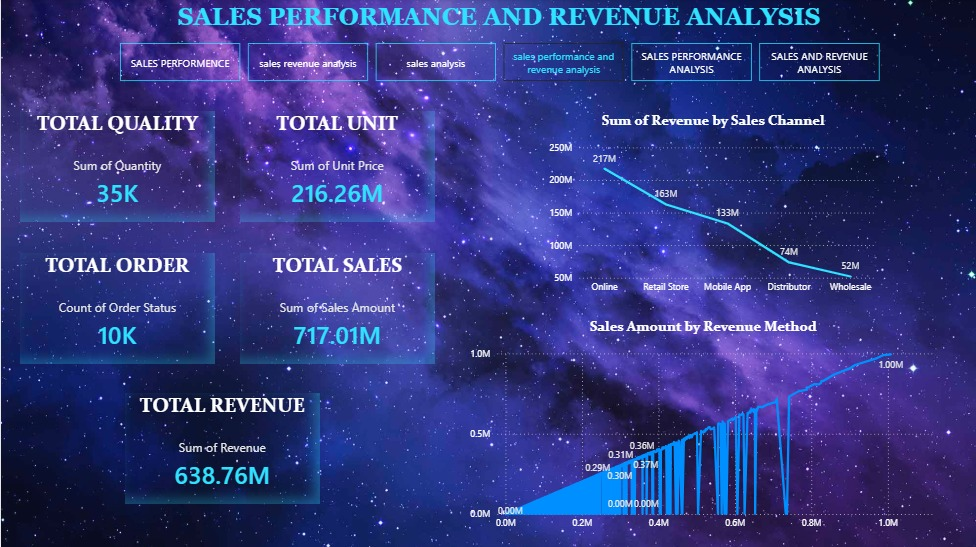 SALES PERFORMANCE AND REVENUE ANALYSIS
SALES PERFORMENCE
sales revenue analysis
sales analysis
sales performance and
revenue analysis
SALES PERFORMANCE
ANALYSIS
SALES AND REVENUE
ANALYSIS
TOTAL QUALITY
Sum of Quantity
35K
TOTAL UNIT
Sum of Unit Price
216.26M
TOTAL ORDER
Count of Order Status
10K
TOTAL SALES
Sum of Sales Amount
717.01M
TOTAL REVENUE
Sum of Revenue
638.76M
Sum of Revenue by Sales Channel
250M
200M
150M
100M
50M
217M
163M
133M
74M
52M
Online Retail Store Mobile App Distributor Wholesale
Sales Amount by Revenue Method
1.0M
0.5M
0.0M
1.00M
0.36M
0.31M
0.29M 0.37M
0.30M
0.00M 0.00M
0.00M
0.0M 0.2M 0.4M 0.6M 0.8M 1.0M